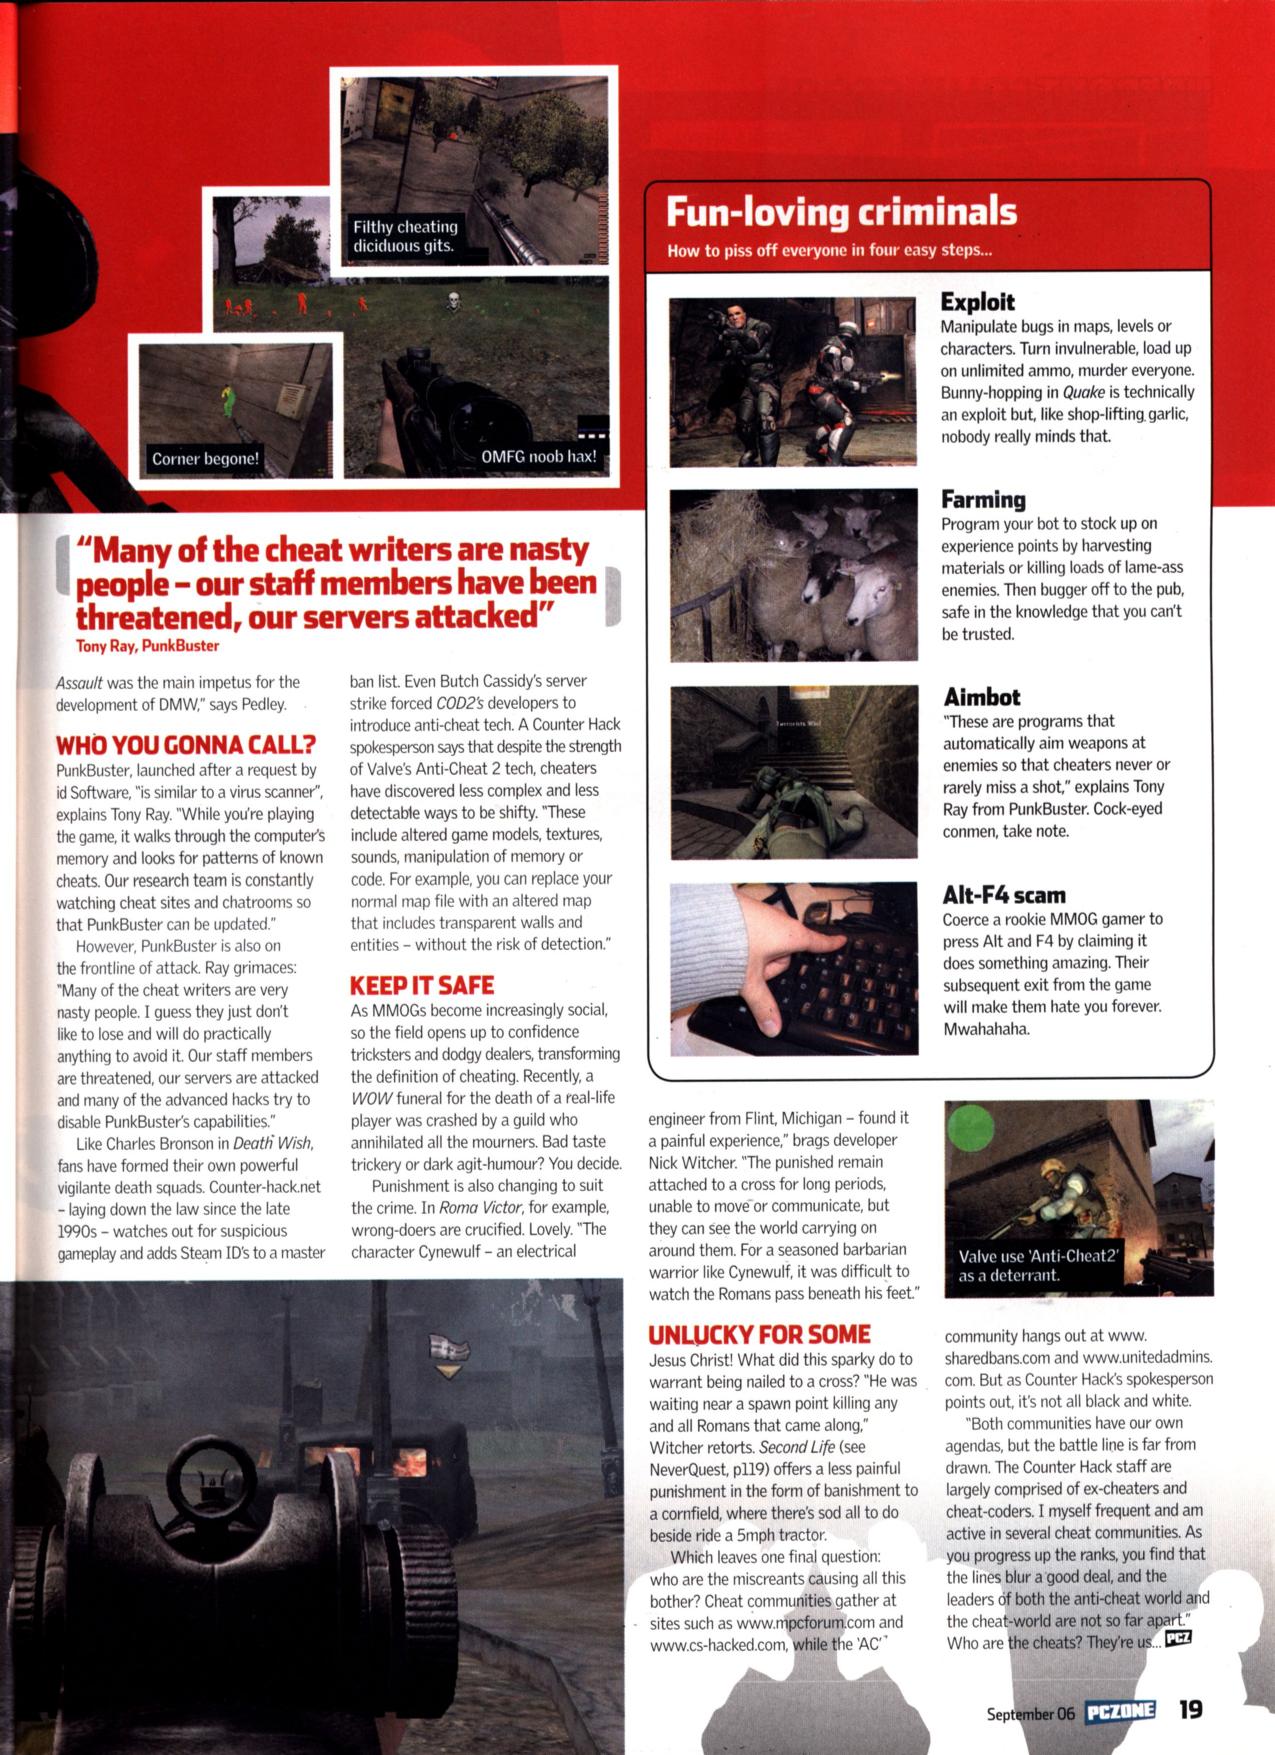 Filthy cheating
diciduous gits.
Corner begone!
OMFG noob hax!
"Many of the cheat writers are nasty
people – our staff members have been
threatened, our servers attacked"
Tony Ray, PunkBuster
Assault was the main impetus for the
development of DMW," says Pedley.
WHO YOU GONNA CALL?
PunkBuster, launched after a request by
id Software, "is similar to a virus scanner",
explains Tony Ray. "While you're playing
the game, it walks through the computer's
memory and looks for patterns of known
cheats. Our research team is constantly
watching cheat sites and chatrooms so
that PunkBuster can be updated."
However, PunkBuster is also on
the frontline of attack. Ray grimaces:
"Many of the cheat writers are very
nasty people. I guess they just don't
like to lose and will do practically
anything to avoid it. Our staff members
are threatened, our servers are attacked
and many of the advanced hacks try to
disable PunkBuster's capabilities."
Like Charles Bronson in Death Wish,
fans have formed their own powerful
vigilante death squads. Counter-hack.net
– laying down the law since the late
1990s – watches out for suspicious
gameplay and adds Steam ID's to a master
ban list. Even Butch Cassidy's server
strike forced COD2's developers to
introduce anti-cheat tech. A Counter Hack
spokesperson says that despite the strength
of Valve's Anti-Cheat 2 tech, cheaters
have discovered less complex and less
detectable ways to be shifty. "These
include altered game models, textures,
sounds, manipulation of memory or
code. For example, you can replace your
normal map file with an altered map
that includes transparent walls and
entities – without the risk of detection."
KEEP IT SAFE
As MMOGs become increasingly social,
so the field opens up to confidence
tricksters and dodgy dealers, transforming
the definition of cheating. Recently, a
WOW funeral for the death of a real-life
player was crashed by a guild who
annihilated all the mourners. Bad taste
trickery or dark agit-humour? You decide.
Punishment is also changing to suit
the crime. In Roma Victor, for example,
wrong-doers are crucified. Lovely. "The
character Cynewulf – an electrical
Fun-loving criminals
How to piss off everyone in four easy steps...
Exploit
Manipulate bugs in maps, levels or
characters. Turn invulnerable, load up
on unlimited ammo, murder everyone.
Bunny-hopping in Quake is technically
an exploit but, like shop-lifting garlic,
nobody really minds that.
Farming
Program your bot to stock up on
experience points by harvesting
materials or killing loads of lame-ass
enemies. Then bugger off to the pub,
safe in the knowledge that you can't
be trusted.
Terrorists Win!
Aimbot
"These are programs that
automatically aim weapons at
enemies so that cheaters never or
rarely miss a shot," explains Tony
Ray from PunkBuster. Cock-eyed
conmen, take note.
Alt-F4 scam
Coerce a rookie MMOG gamer to
press Alt and F4 by claiming it
does something amazing. Their
subsequent exit from the game
will make them hate you forever.
Mwahahaha.
engineer from Flint, Michigan – found it
a painful experience," brags developer
Nick Witcher. "The punished remain
attached to a cross for long periods,
unable to move or communicate, but
they can see the world carrying on
around them. For a seasoned barbarian
warrior like Cynewulf, it was difficult to
watch the Romans pass beneath his feet."
UNLUCKY FOR SOME
Jesus Christ! What did this sparky do to
warrant being nailed to a cross? "He was
waiting near a spawn point killing any
and all Romans that came along,"
Witcher retorts. Second Life (see
NeverQuest, p119) offers a less painful
punishment in the form of banishment to
a cornfield, where there's sod all to do
beside ride a 5mph tractor.
Which leaves one final question:
who are the miscreants causing all this
bother? Cheat communities gather at
sites such as www.mpcforum.com and
www.cs-hacked.com, while the 'AC'
Valve use 'Anti-Cheat2'
as a deterrant.
community hangs out at www.
sharedbans.com and www.unitedadmins.
com. But as Counter Hack's spokesperson
points out, it's not all black and white.
"Both communities have our own
agendas, but the battle line is far from
drawn. The Counter Hack staff are
largely comprised of ex-cheaters and
cheat-coders. I myself frequent and am
active in several cheat communities. As
you progress up the ranks, you find that
the lines blur a good deal, and the
leaders of both the anti-cheat world and
the cheat-world are not so far apart."
Who are the cheats? They're us... PCZ
September 06 PCZONE 19